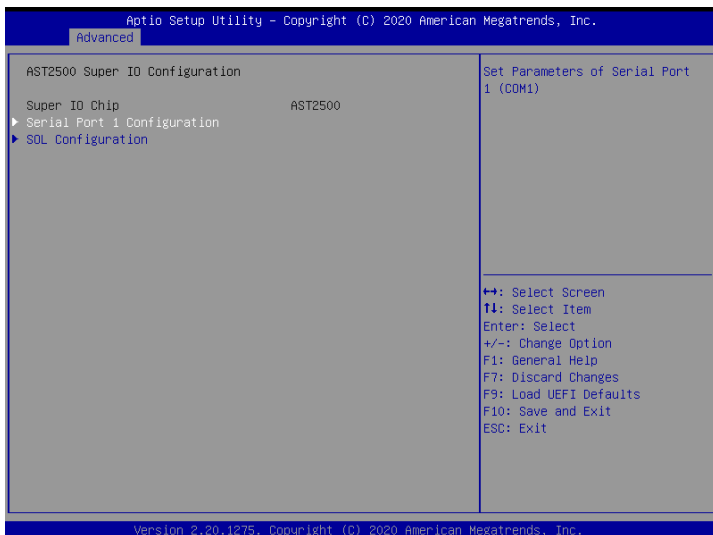 Aptio Setup Utility – Copyright (C) 2020 American Megatrends, Inc.
Advanced
AST2500 Super IO Configuration
Super IO Chip AST2500
Serial Port 1 Configuration
SOL Configuration
Set Parameters of Serial Port
1 (COM1)
↔: Select Screen
↑↓: Select Item
Enter: Select
+/-: Change Option
F1: General Help
F7: Discard Changes
F9: Load UEFI Defaults
F10: Save and Exit
ESC: Exit
Version 2.20.1275. Copyright (C) 2020 American Megatrends, Inc.